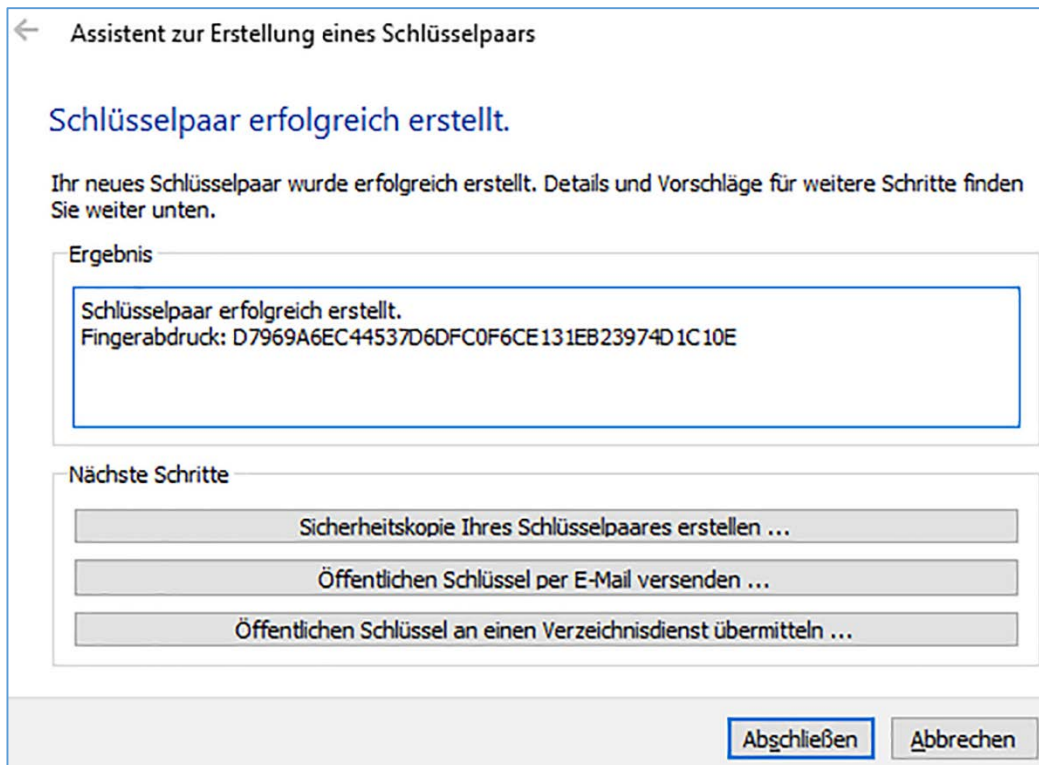 Assistent zur Erstellung eines Schlüsselpaars
Schlüsselpaar erfolgreich erstellt.
Ihr neues Schlüsselpaar wurde erfolgreich erstellt. Details und Vorschläge für weitere Schritte finden
Sie weiter unten.
Ergebnis
Schlüsselpaar erfolgreich erstellt.
Fingerabdruck: D7969A6EC44537D6DFC0F6CE131EB23974D1C10E
Nächste Schritte
Sicherheitskopie Ihres Schlüsselpaares erstellen ...
Öffentlichen Schlüssel per E-Mail versenden ...
Öffentlichen Schlüssel an einen Verzeichnisdienst übermitteln ...
Abschließen Abbrechen